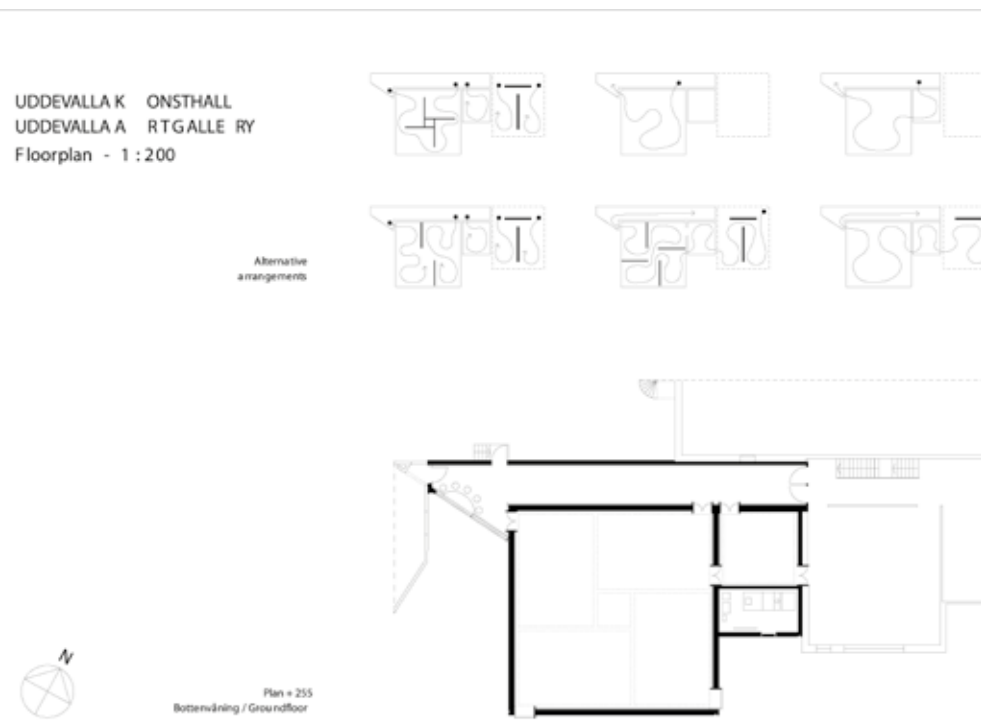 UDDEVALLA K ONSTHALL
UDDEVALLA A RTGALLE RY
Floorplan - 1 : 200
Alternative
arrangements
N
Plan + 255
Bottenvåning / Groundfloor